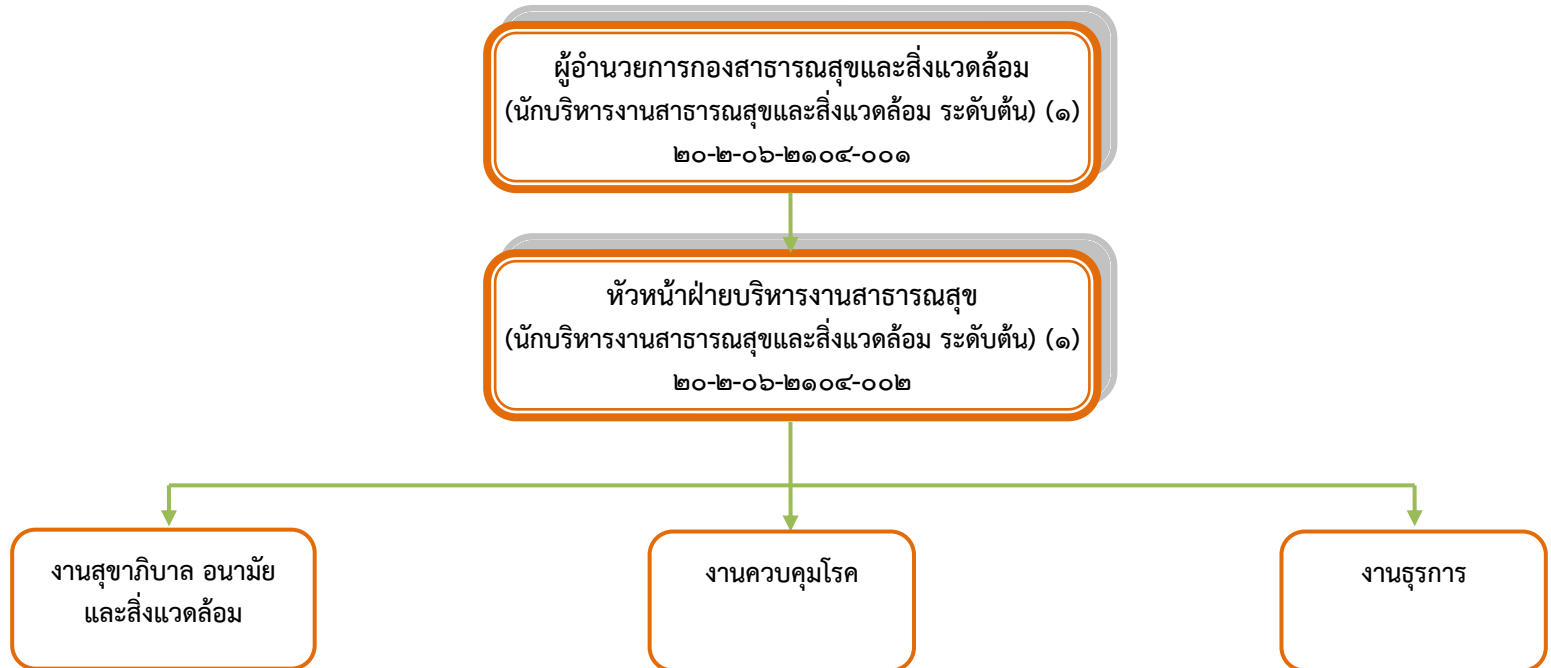 ผู้อำนวยการกองสาธารณสุขและสิ่งแวดล้อม
(นักบริหารงานสาธารณสุขและสิ่งแวดล้อม ระดับต้น) (๑)
๒๐-๒-๐๖-๒๑๐๔-๐๐๑
หัวหน้าฝ่ายบริหารงานสาธารณสุข
(นักบริหารงานสาธารณสุขและสิ่งแวดล้อม ระดับต้น) (๑)
๒๐-๒-๐๖-๒๑๐๔-๐๐๒
งานสุขาภิบาล อนามัย
และสิ่งแวดล้อม
งานควบคุมโรค
งานธุรการ